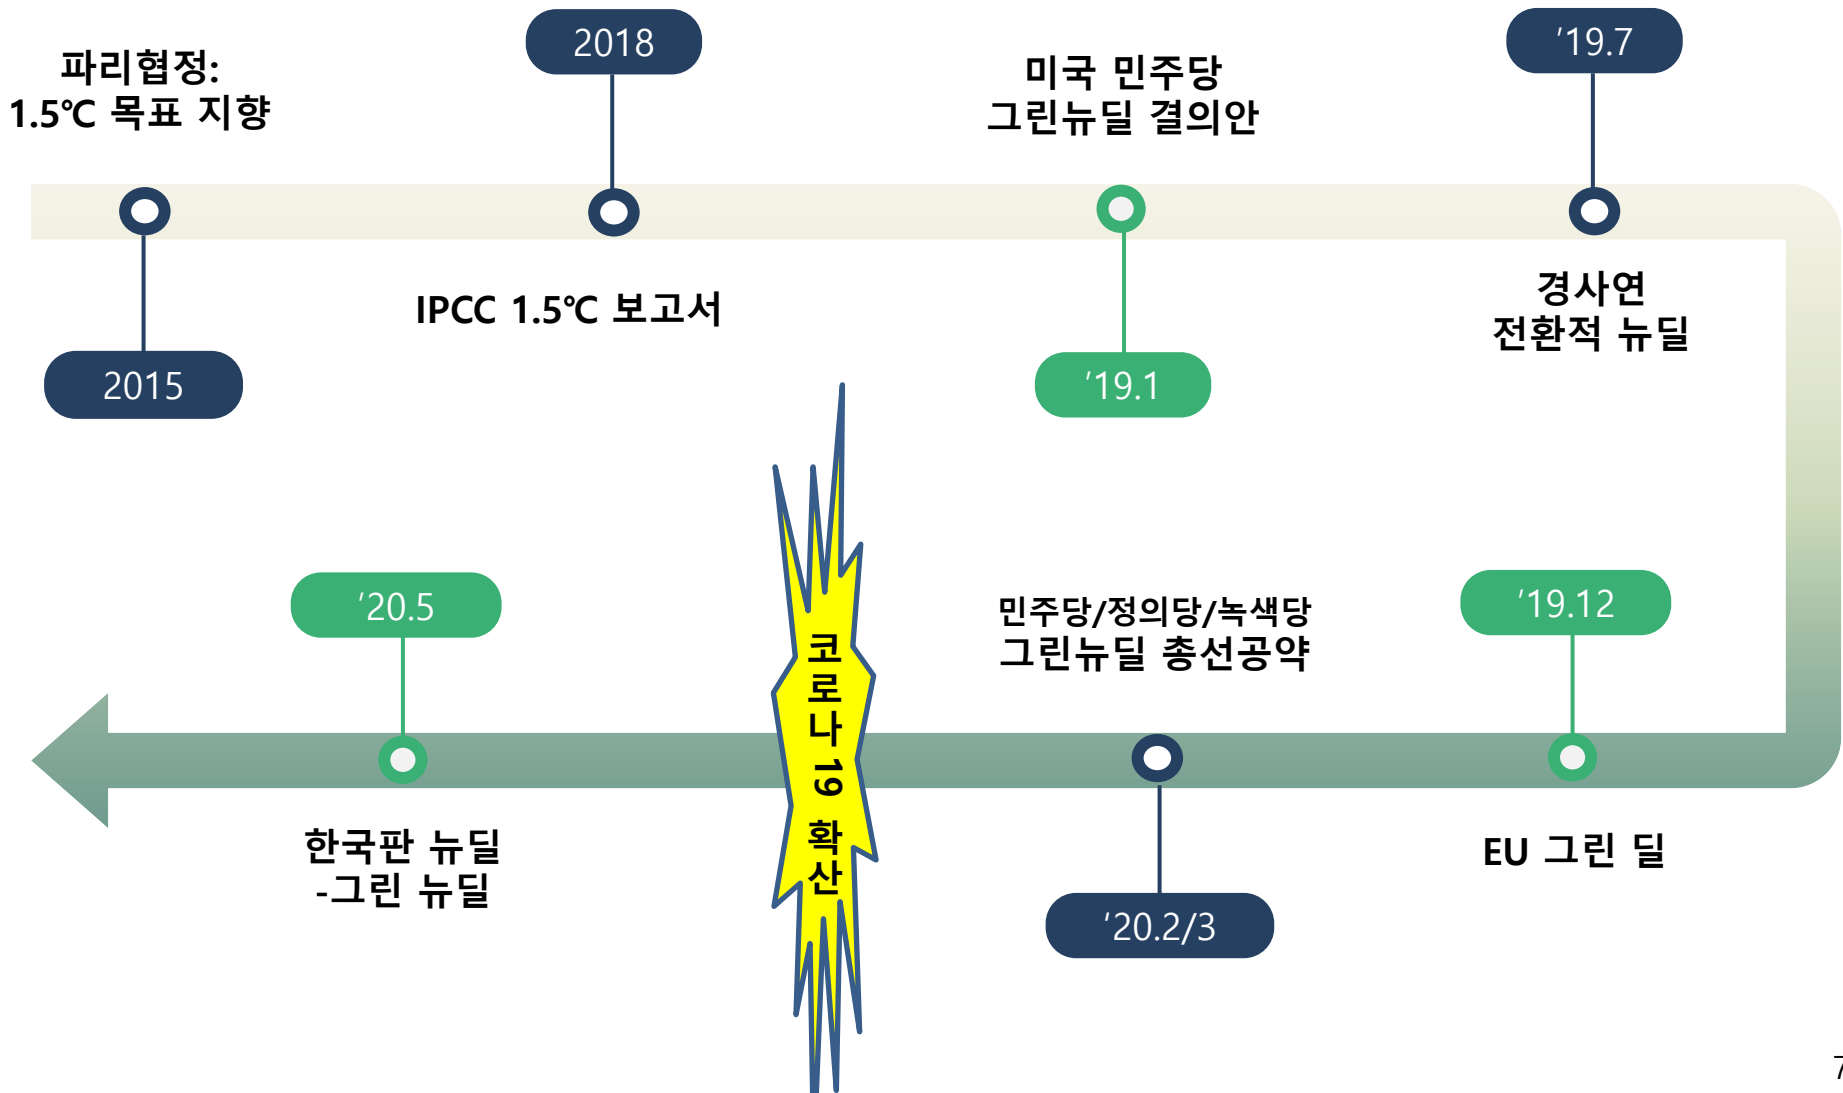 파리협정:
1.5℃ 목표 지향
2015
2018
IPCC 1.5℃ 보고서
미국 민주당
그린뉴딜 결의안
’19.1
’19.7
경사연
전환적 뉴딜
’19.12
EU 그린 딜
민주당/정의당/녹색당
그린뉴딜 총선공약
’20.2/3
코로나19 확산
’20.5
한국판 뉴딜
-그린 뉴딜
7